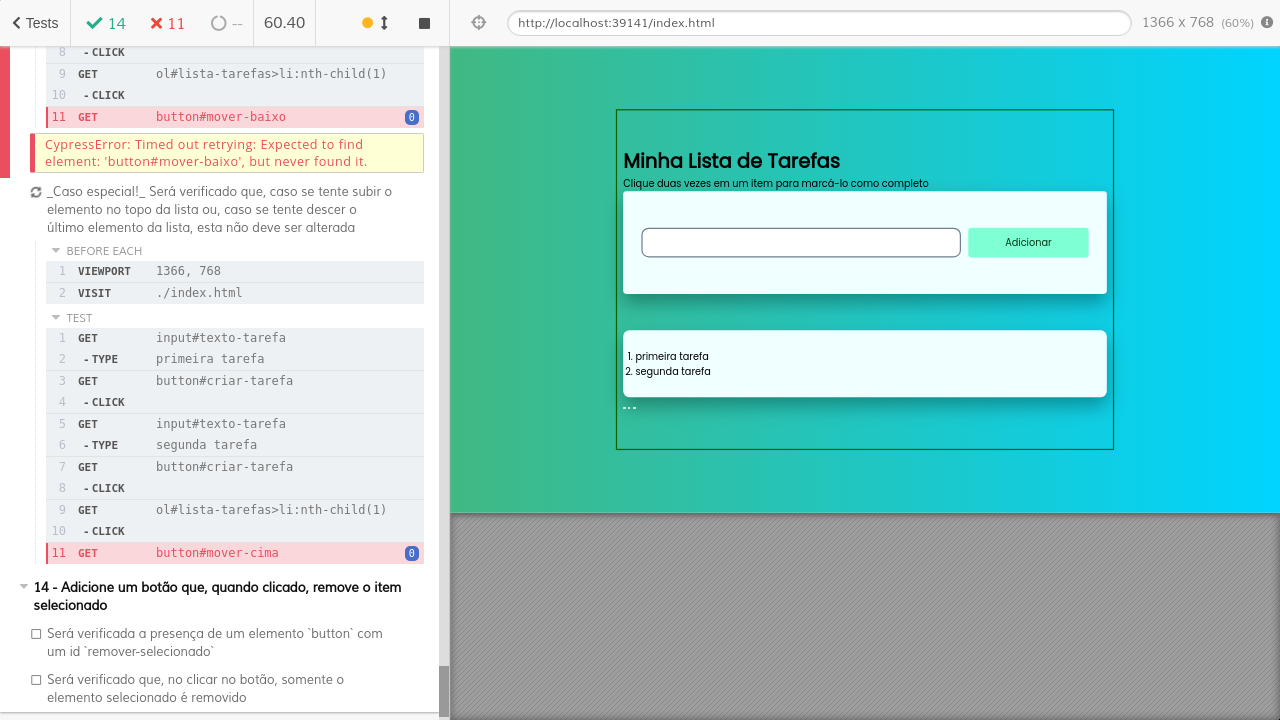 Tests
14
11
--
60.40
http://localhost:39141/index.html
1366 x 768 (60%)
8 -CLICK
9 GET ol#lista-tarefas>li:nth-child(1)
10 -CLICK
11 GET button#mover-baixo 0
CypressError: Timed out retrying: Expected to find
element: 'button#mover-baixo', but never found it.
_Caso especial!_ Será verificado que, caso se tente subir o
elemento no topo da lista ou, caso se tente descer o
último elemento da lista, esta não deve ser alterada
BEFORE EACH
1 VIEWPORT 1366, 768
2 VISIT ./index.html
TEST
1 GET input#texto-tarefa
2 -TYPE primeira tarefa
3 GET button#criar-tarefa
4 -CLICK
5 GET input#texto-tarefa
6 -TYPE segunda tarefa
7 GET button#criar-tarefa
8 -CLICK
9 GET ol#lista-tarefas>li:nth-child(1)
10 -CLICK
11 GET button#mover-cima 0
14 - Adicione um botão que, quando clicado, remove o item
selecionado
Será verificada a presença de um elemento `button` com
um id `remover-selecionado`
Será verificado que, no clicar no botão, somente o
elemento selecionado é removido
Minha Lista de Tarefas
Clique duas vezes em um item para marcá-lo como completo
Adicionar
1. primeira tarefa
2. segunda tarefa